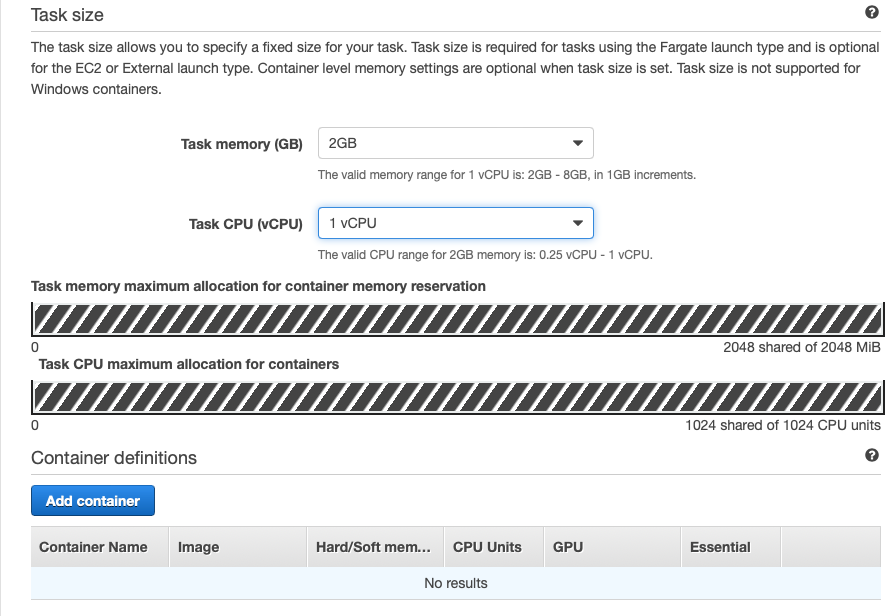 Task size
The task size allows you to specify a fixed size for your task. Task size is required for tasks using the Fargate launch type and is optional
for the EC2 or External launch type. Container level memory settings are optional when task size is set. Task size is not supported for
Windows containers.
Task memory (GB) 2GB
The valid memory range for 1 vCPU is: 2GB - 8GB, in 1GB increments.
Task CPU (vCPU) 1 vCPU
The valid CPU range for 2GB memory is: 0.25 vCPU - 1 vCPU.
Task memory maximum allocation for container memory reservation
0 2048 shared of 2048 MiB
Task CPU maximum allocation for containers
0 1024 shared of 1024 CPU units
Container definitions
Add container
Container Name Image Hard/Soft mem... CPU Units GPU Essential
No results